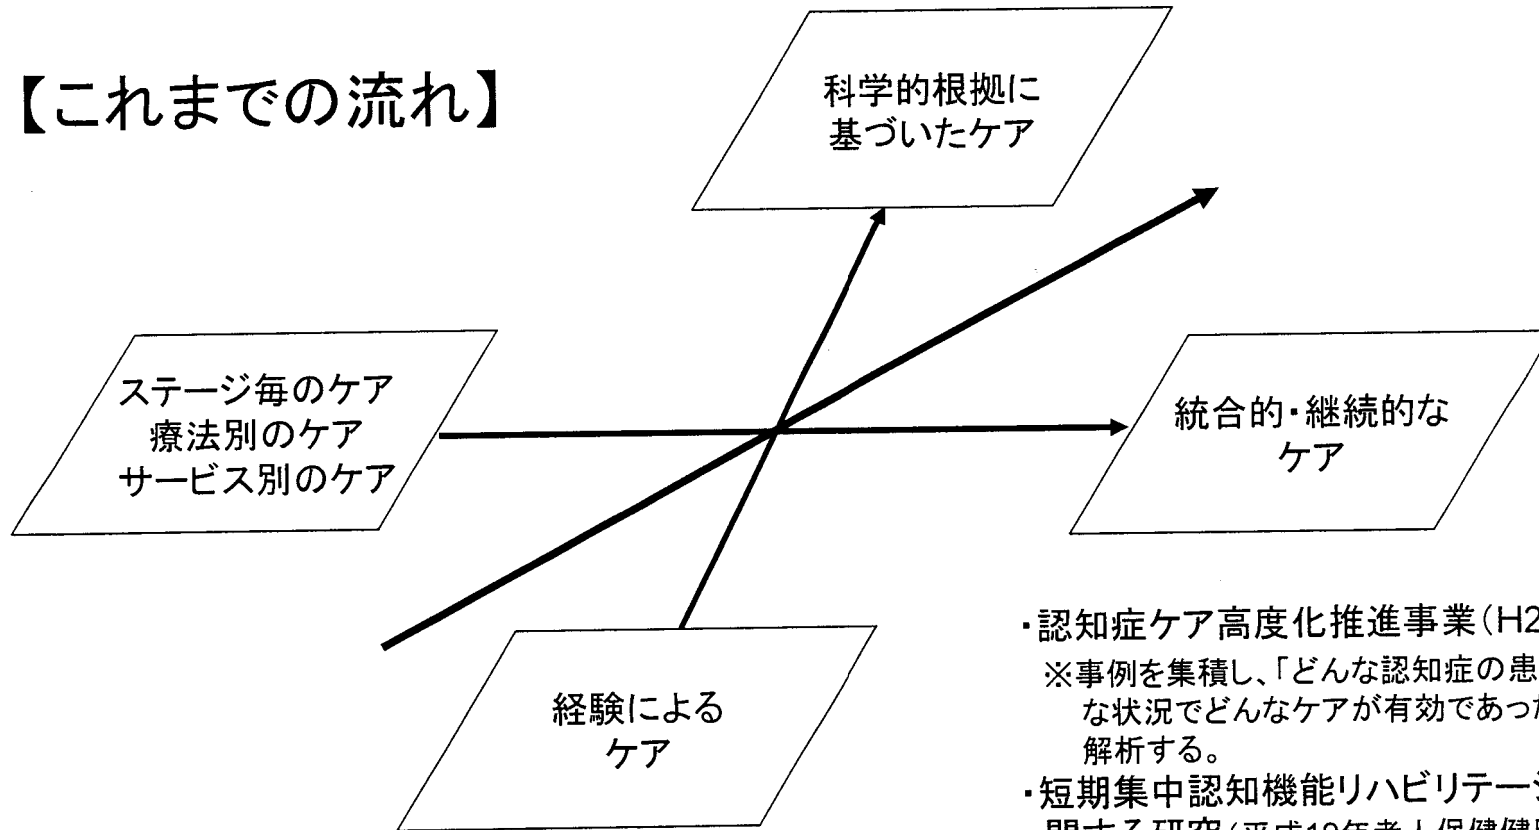 【これまでの流れ】
科学的根拠に
基づいたケア
ステージ毎のケア
療法別のケア
サービス別のケア
統合的・継続的な
ケア
経験による
ケア
・認知症ケア高度化推進事業(H2
※事例を集積し、「どんな認知症の患
な状況でどんなケアが有効であった
解析する。
・短期集中認知機能リハビリテーシ